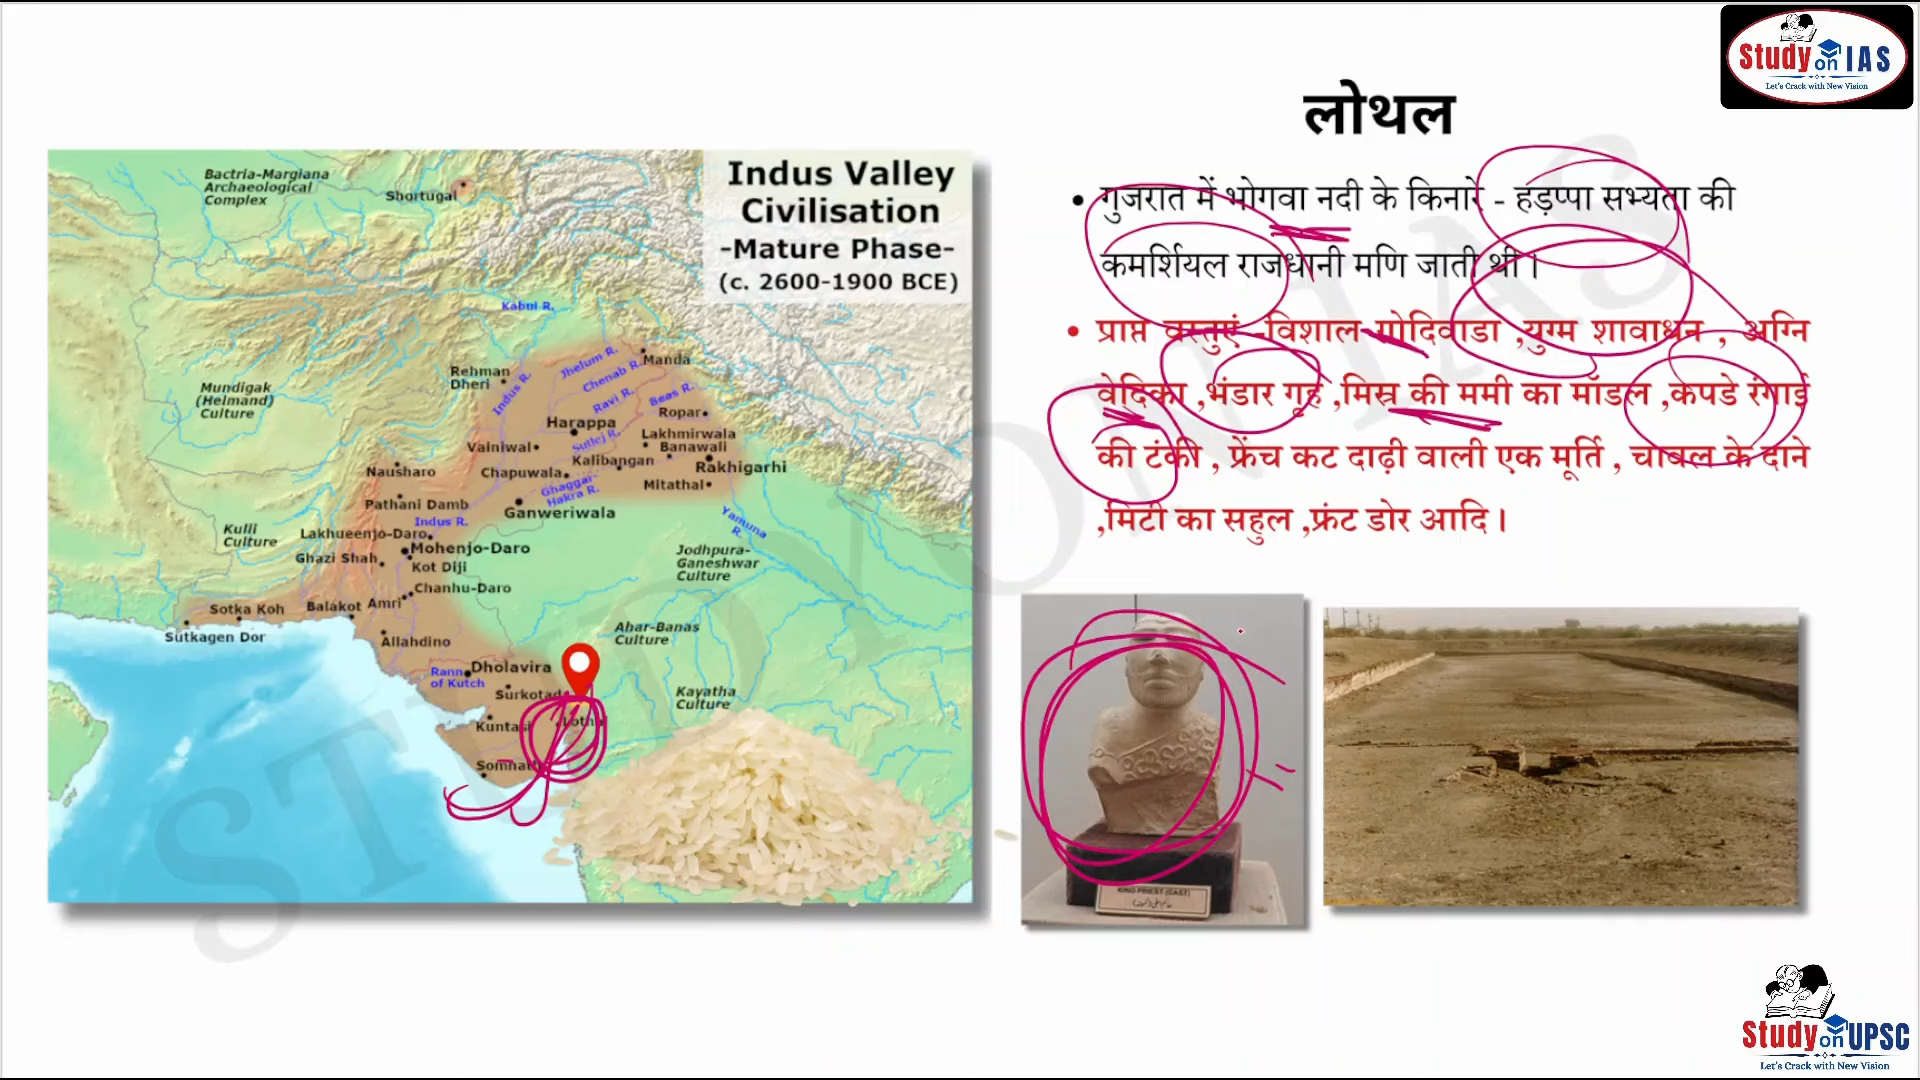 Study on IAS
Let's Crack with New Vision
लोथल
• गुजरात में भोगवा नदी के किनारे - हड़प्पा सभ्यता की
कमर्शियल राजधानी मणि जाती थी।
• प्राप्त वस्तुएं -विशाल गोदिवाडा ,युग्म शावाधन , अग्नि
वेदिका ,भंडार गृह ,मिस्र की ममी का मॉडल ,कपडे रंगाई
की टंकी , फ्रेंच कट दाढ़ी वाली एक मूर्ति , चावल के दाने
,मिटी का सहुल ,फ्रंट डोर आदि।
Indus Valley
Civilisation
-Mature Phase-
(c. 2600-1900 BCE)
Bactria-Margiana
Archaeological
Complex
Shortugai
Kabul R.
Manda
Jhelum R.
Chenab R.
Ravi R.
Beas R.
Rehman
Dheri
Indus R.
Mundigak
(Helmand)
Culture
Ropar
Harappa
Lakhmirwala
Vainiwal
Sutlej R.
Banawali
Kalibangan
Rakhigarhi
Nausharo
Chapuwala
Mitathal
Ghaggar-
Hakra R.
Pathani Damb
Ganweriwala
Indus R.
Yamuna
R.
Kulli
Culture
Lakhueenjo-Daro
Mohenjo-Daro
Ghazi Shah
Kot Diji
Jodhpura-
Ganeshwar
Culture
Chanhu-Daro
Sotka Koh
Balakot
Amri
Sutkagen Dor
Allahdino
Ahar-Banas
Culture
Rann
of Kutch
Dholavira
Surkotada
Kayatha
Culture
Kuntasi
Somnath
KING PRIEST (CAST)
STUDY ON IAS
Study on UPSC
Let's Crack with New Vision